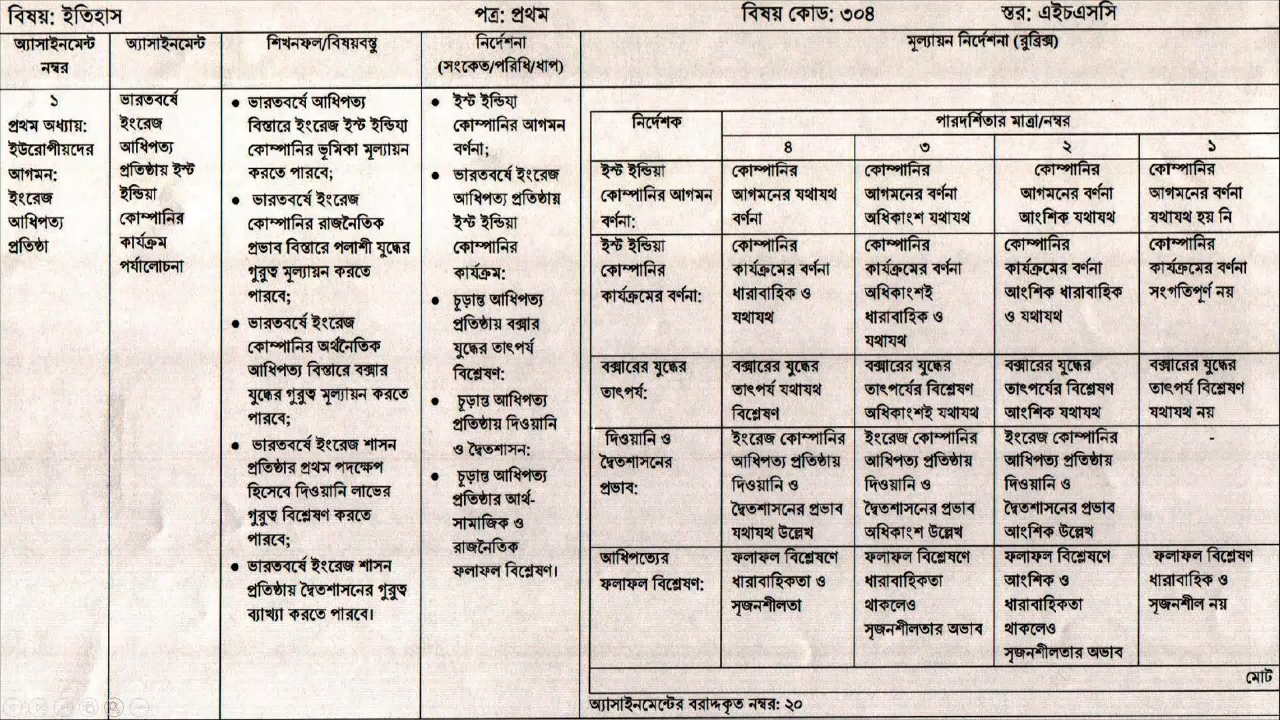 বিষয়: ইতিহাস
পত্র: প্রথম
বিষয় কোড: ৩০৪
স্তর: এইচএসসি
অ্যাসাইনমেন্ট
নম্বর
অ্যাসাইনমেন্ট
শিখনফল/বিষয়বস্তু
নির্দেশনা
(সংকেত/পরিধি/ধাপ)
মূল্যায়ন নির্দেশনা (রুব্রিক্স)
১
প্রথম অধ্যায়:
ইউরোপীয়দের
আগমন:
ইংরেজ
আধিপত্য
প্রতিষ্ঠা
ভারতবর্ষে
ইংরেজ
আধিপত্য
প্রতিষ্ঠায় ইস্ট
ইন্ডিয়া
কোম্পানির
কার্যক্রম
পর্যালোচনা
● ভারতবর্ষে আধিপত্য
বিস্তারে ইংরেজ ইস্ট ইন্ডিয়া
কোম্পানির ভূমিকা মূল্যায়ন
করতে পারবে;
● ভারতবর্ষে ইংরেজ
কোম্পানির রাজনৈতিক
প্রভাব বিস্তারে পলাশী যুদ্ধের
গুরুত্ব মূল্যায়ন করতে
পারবে;
● ভারতবর্ষে ইংরেজ
কোম্পানির অর্থনৈতিক
আধিপত্য বিস্তারে বক্সার
যুদ্ধের গুরুত্ব মূল্যায়ন করতে
পারবে;
● ভারতবর্ষে ইংরেজ শাসন
প্রতিষ্ঠার প্রথম পদক্ষেপ
হিসেবে দিওয়ানি লাভের
গুরুত্ব বিশ্লেষণ করতে
পারবে;
● ভারতবর্ষে ইংরেজ শাসন
প্রতিষ্ঠায় দ্বৈতশাসনের গুরুত্ব
ব্যাখ্যা করতে পারবে।
● ইস্ট ইন্ডিয়া
কোম্পানির আগমন
বর্ণনা;
● ভারতবর্ষে ইংরেজ
আধিপত্য প্রতিষ্ঠায়
ইস্ট ইন্ডিয়া
কোম্পানির
কার্যক্রম:
● চূড়ান্ত আধিপত্য
প্রতিষ্ঠায় বক্সার
যুদ্ধের তাৎপর্য
বিশ্লেষণ:
● চূড়ান্ত আধিপত্য
প্রতিষ্ঠায় দিওয়ানি
ও দ্বৈতশাসন:
● চূড়ান্ত আধিপত্য
প্রতিষ্ঠার আর্থ-
সামাজিক ও
রাজনৈতিক
ফলাফল বিশ্লেষণ।
নির্দেশক
পারদর্শিতার মাত্রা/নম্বর
৪
৩
২
১
ইস্ট ইন্ডিয়া
কোম্পানির আগমন
বর্ণনা:
কোম্পানির
আগমনের যথাযথ
বর্ণনা
কোম্পানির
আগমনের বর্ণনা
অধিকাংশ যথাযথ
কোম্পানির
আগমনের বর্ণনা
আংশিক যথাযথ
কোম্পানির
আগমনের বর্ণনা
যথাযথ হয় নি
ইস্ট ইন্ডিয়া
কোম্পানির
কার্যক্রমের বর্ণনা:
কোম্পানির
কার্যক্রমের বর্ণনা
ধারাবাহিক ও
যথাযথ
কোম্পানির
কার্যক্রমের বর্ণনা
অধিকাংশই
ধারাবাহিক ও
যথাযথ
কোম্পানির
কার্যক্রমের বর্ণনা
আংশিক ধারাবাহিক
ও যথাযথ
কোম্পানির
কার্যক্রমের বর্ণনা
সংগতিপূর্ণ নয়
বক্সারের যুদ্ধের
তাৎপর্য:
বক্সারের যুদ্ধের
তাৎপর্য যথাযথ
বিশ্লেষণ
বক্সারের যুদ্ধের
তাৎপর্যের বিশ্লেষণ
অধিকাংশই যথাযথ
বক্সারের যুদ্ধের
তাৎপর্যের বিশ্লেষণ
আংশিক যথাযথ
বক্সারের যুদ্ধের
তাৎপর্য বিশ্লেষণ
যথাযথ নয়
দিওয়ানি ও
দ্বৈতশাসনের
প্রভাব:
ইংরেজ কোম্পানির
আধিপত্য প্রতিষ্ঠায়
দিওয়ানি ও
দ্বৈতশাসনের প্রভাব
যথাযথ উল্লেখ
ইংরেজ কোম্পানির
আধিপত্য প্রতিষ্ঠায়
দিওয়ানি ও
দ্বৈতশাসনের প্রভাব
অধিকাংশ উল্লেখ
ইংরেজ কোম্পানির
আধিপত্য প্রতিষ্ঠায়
দিওয়ানি ও
দ্বৈতশাসনের প্রভাব
আংশিক উল্লেখ
-
আধিপত্যের
ফলাফল বিশ্লেষণ:
ফলাফল বিশ্লেষণে
ধারাবাহিকতা ও
সৃজনশীলতা
ফলাফল বিশ্লেষণে
ধারাবাহিকতা
থাকলেও
সৃজনশীলতার অভাব
ফলাফল বিশ্লেষণে
আংশিক ও
ধারাবাহিকতা
থাকলেও
সৃজনশীলতার অভাব
ফলাফল বিশ্লেষণ
ধারাবাহিক ও
সৃজনশীল নয়
মোট
অ্যাসাইনমেন্টের বরাদ্দকৃত নম্বর: ২০